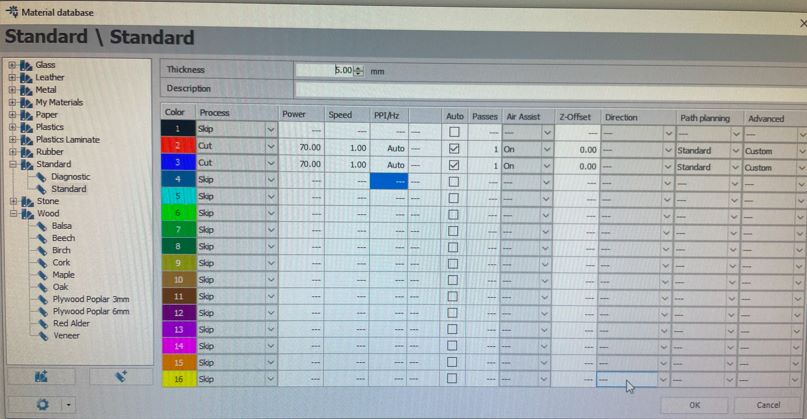 Material database
Standard \ Standard
Glass
Leather
Metal
My Materials
Paper
Plastics
Plastics Laminate
Rubber
Standard
Diagnostic
Standard
Stone
Wood
Balsa
Beech
Birch
Cork
Maple
Oak
Plywood Poplar 3mm
Plywood Poplar 6mm
Red Alder
Veneer
Thickness 5.00 mm
Description
Color Process Power Speed PPI/Hz Auto Passes Air Assist Z-Offset Direction Path planning Advanced
1 Skip --- --- --- --- --- --- --- --- --- ---
2 Cut 70.00 1.00 Auto --- 1 On 0.00 --- Standard Custom
3 Cut 70.00 1.00 Auto --- 1 On 0.00 --- Standard Custom
4 Skip --- --- --- --- --- --- --- --- --- ---
5 Skip --- --- --- --- --- --- --- --- --- ---
6 Skip --- --- --- --- --- --- --- --- --- ---
7 Skip --- --- --- --- --- --- --- --- --- ---
8 Skip --- --- --- --- --- --- --- --- --- ---
9 Skip --- --- --- --- --- --- --- --- --- ---
10 Skip --- --- --- --- --- --- --- --- --- ---
11 Skip --- --- --- --- --- --- --- --- --- ---
12 Skip --- --- --- --- --- --- --- --- --- ---
13 Skip --- --- --- --- --- --- --- --- --- ---
14 Skip --- --- --- --- --- --- --- --- --- ---
15 Skip --- --- --- --- --- --- --- --- --- ---
16 Skip --- --- --- --- --- --- --- --- --- ---
OK Cancel